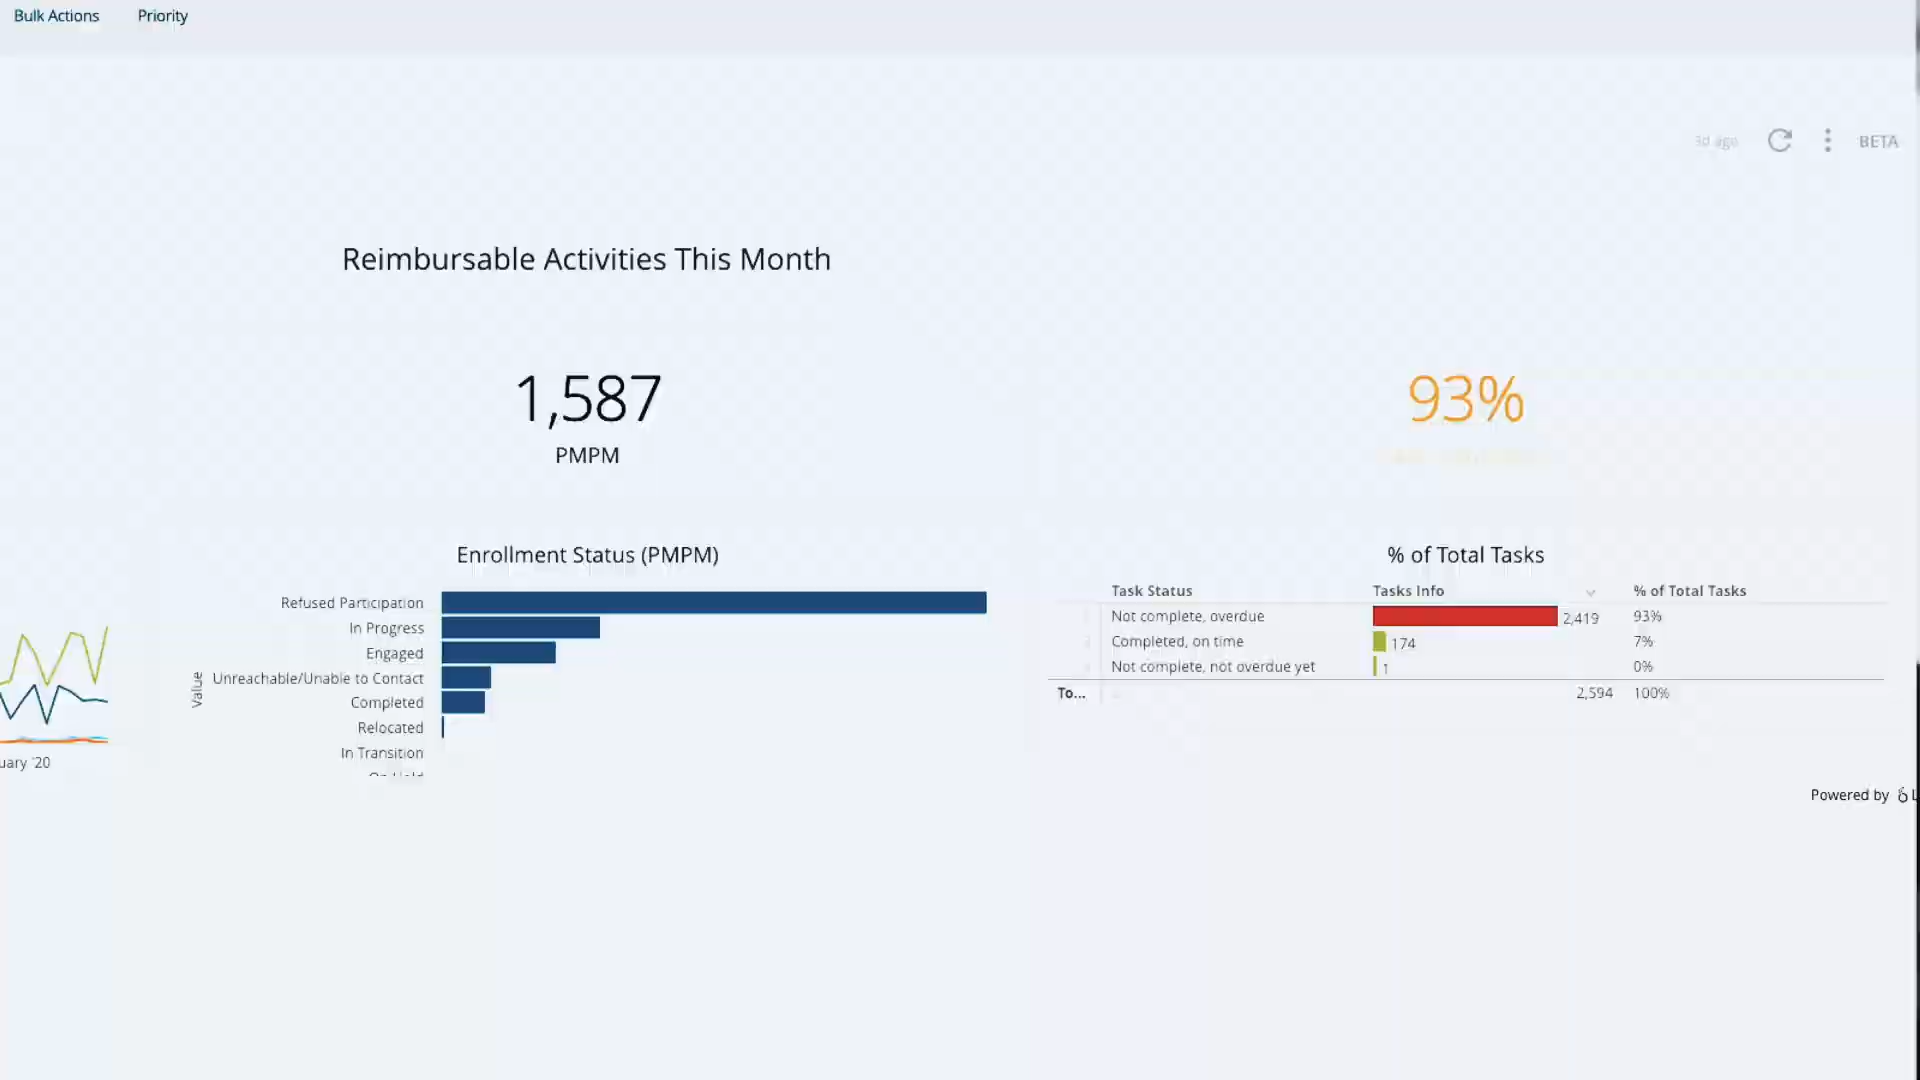 Bulk Actions Priority
3d ago BETA
Reimbursable Activities This Month
1,587
PMPM
93%
Enrollment Status (PMPM)
Refused Participation
In Progress
Engaged
Unreachable/Unable to Contact
Completed
Relocated
In Transition
Value
uary '20
% of Total Tasks
Task Status Tasks Info % of Total Tasks
Not complete, overdue 2,419 93%
Completed, on time 174 7%
Not complete, not overdue yet 1 0%
To... 2,594 100%
Powered by L